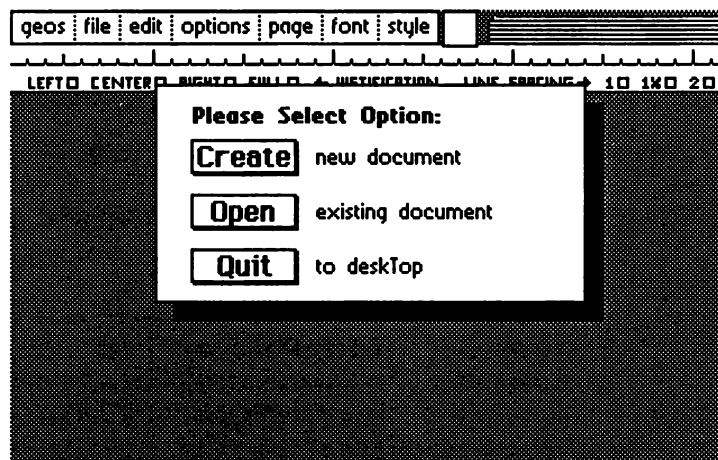 geos file edit options page font style
LEFT CENTER RIGHT FULL ← JUSTIFICATION LINE SPACING → 1 1½ 2
Please Select Option:
Create new document
Open existing document
Quit to deskTop